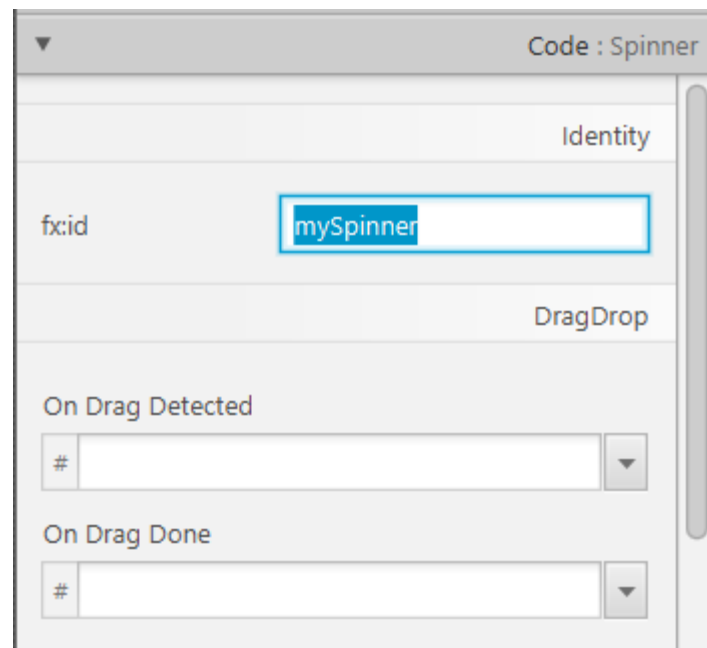 Code : Spinner
Identity
fx:id mySpinner
DragDrop
On Drag Detected
#
On Drag Done
#